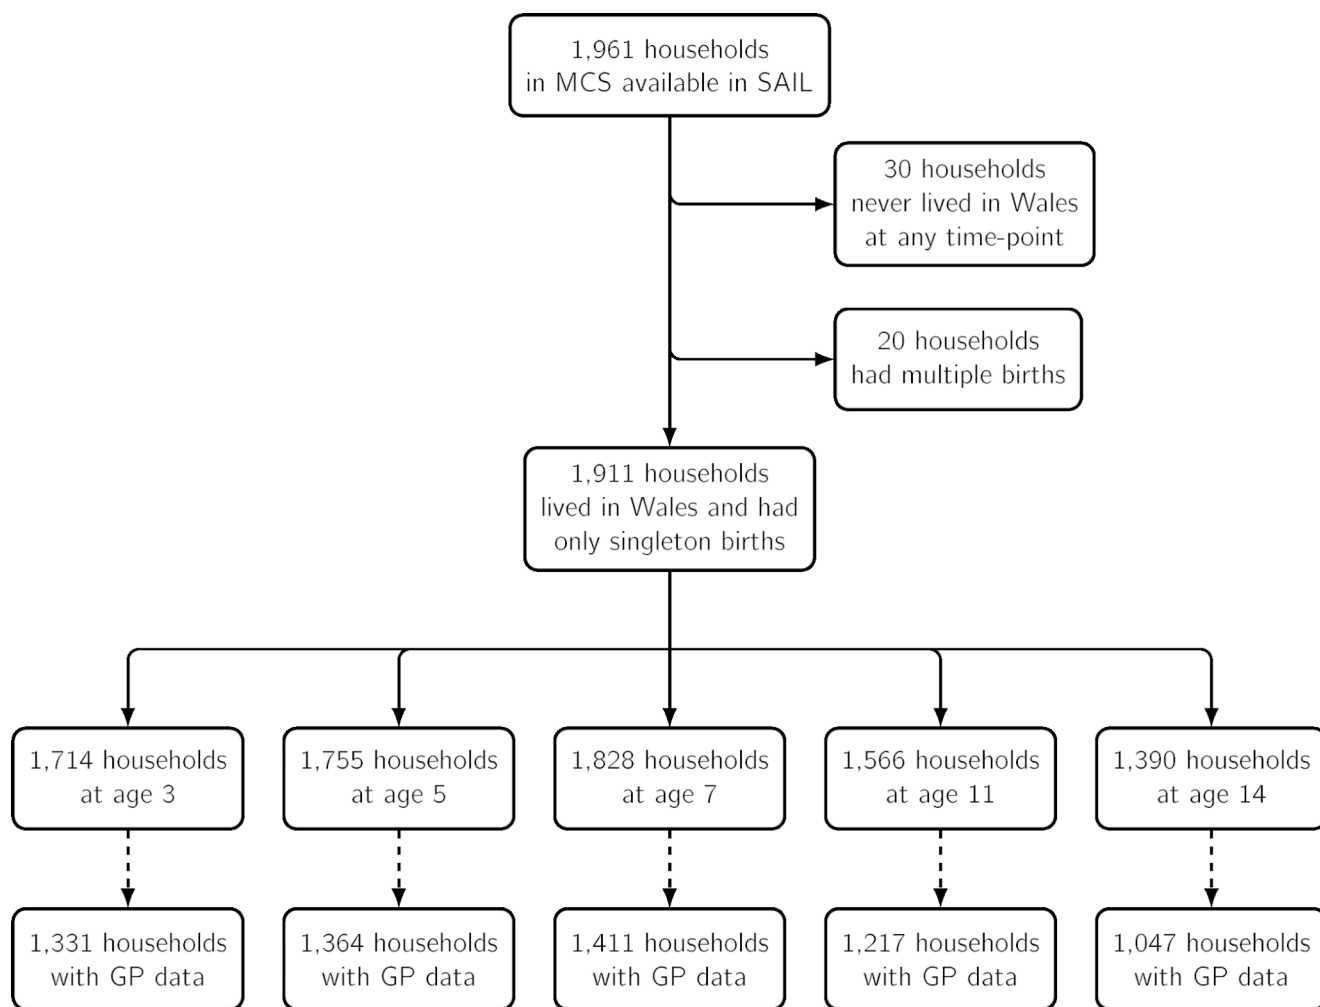 1,961 households
in MCS available in SAIL
30 households
never lived in Wales
at any time-point
20 households
had multiple births
1,911 households
lived in Wales and had
only singleton births
1,714 households
at age 3
1,755 households
at age 5
1,828 households
at age 7
1,566 households
at age 11
1,390 households
at age 14
1,331 households
with GP data
1,364 households
with GP data
1,411 households
with GP data
1,217 households
with GP data
1,047 households
with GP data